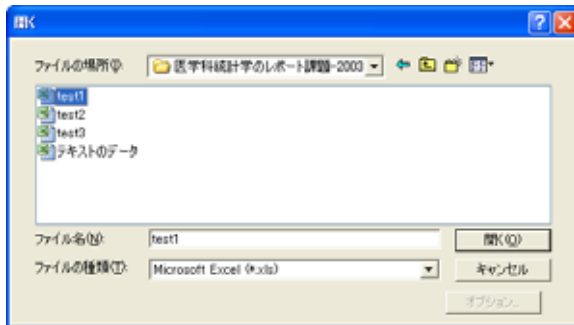 開く
ファイルの場所(I):
医学科統計学のレポート課題-2003
test1
test2
test3
テキストのデータ
ファイル名(N):
test1
開く(O)
ファイルの種類(T):
Microsoft Excel (*.xls)
キャンセル
オプション...